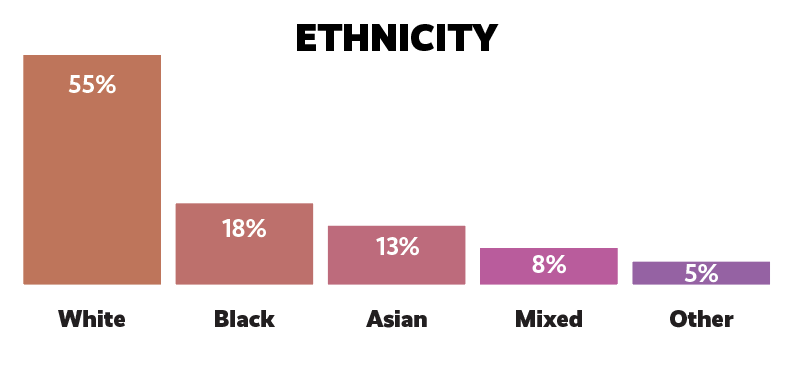 ETHNICITY
55%
18%
13%
8%
5%
White
Black
Asian
Mixed
Other